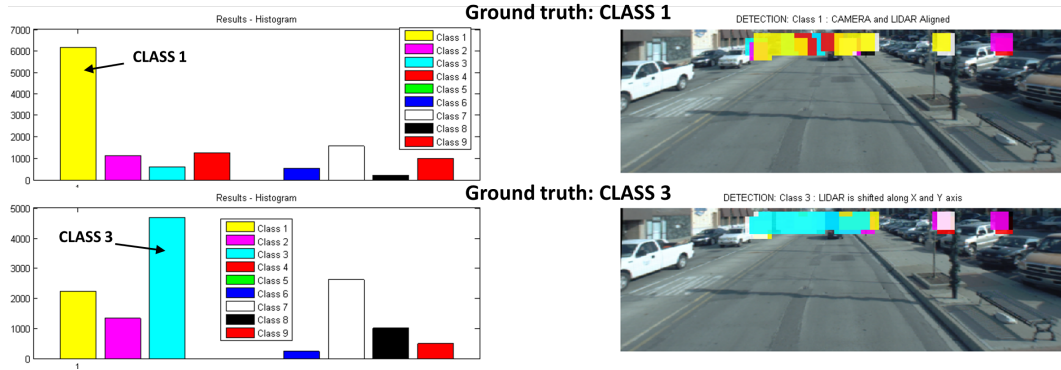 Ground truth: CLASS 1
Results - Histogram
7000
6000
5000
4000
3000
2000
1000
0
CLASS 1
Class 1
Class 2
Class 3
Class 4
Class 5
Class 6
Class 7
Class 8
Class 9
DETECTION: Class 1 : CAMERA and LIDAR Aligned
Ground truth: CLASS 3
Results - Histogram
5000
4000
3000
2000
1000
0
1
CLASS 3
Class 1
Class 2
Class 3
Class 4
Class 5
Class 6
Class 7
Class 8
Class 9
DETECTION: Class 3 : LIDAR is shifted along X and Y axis